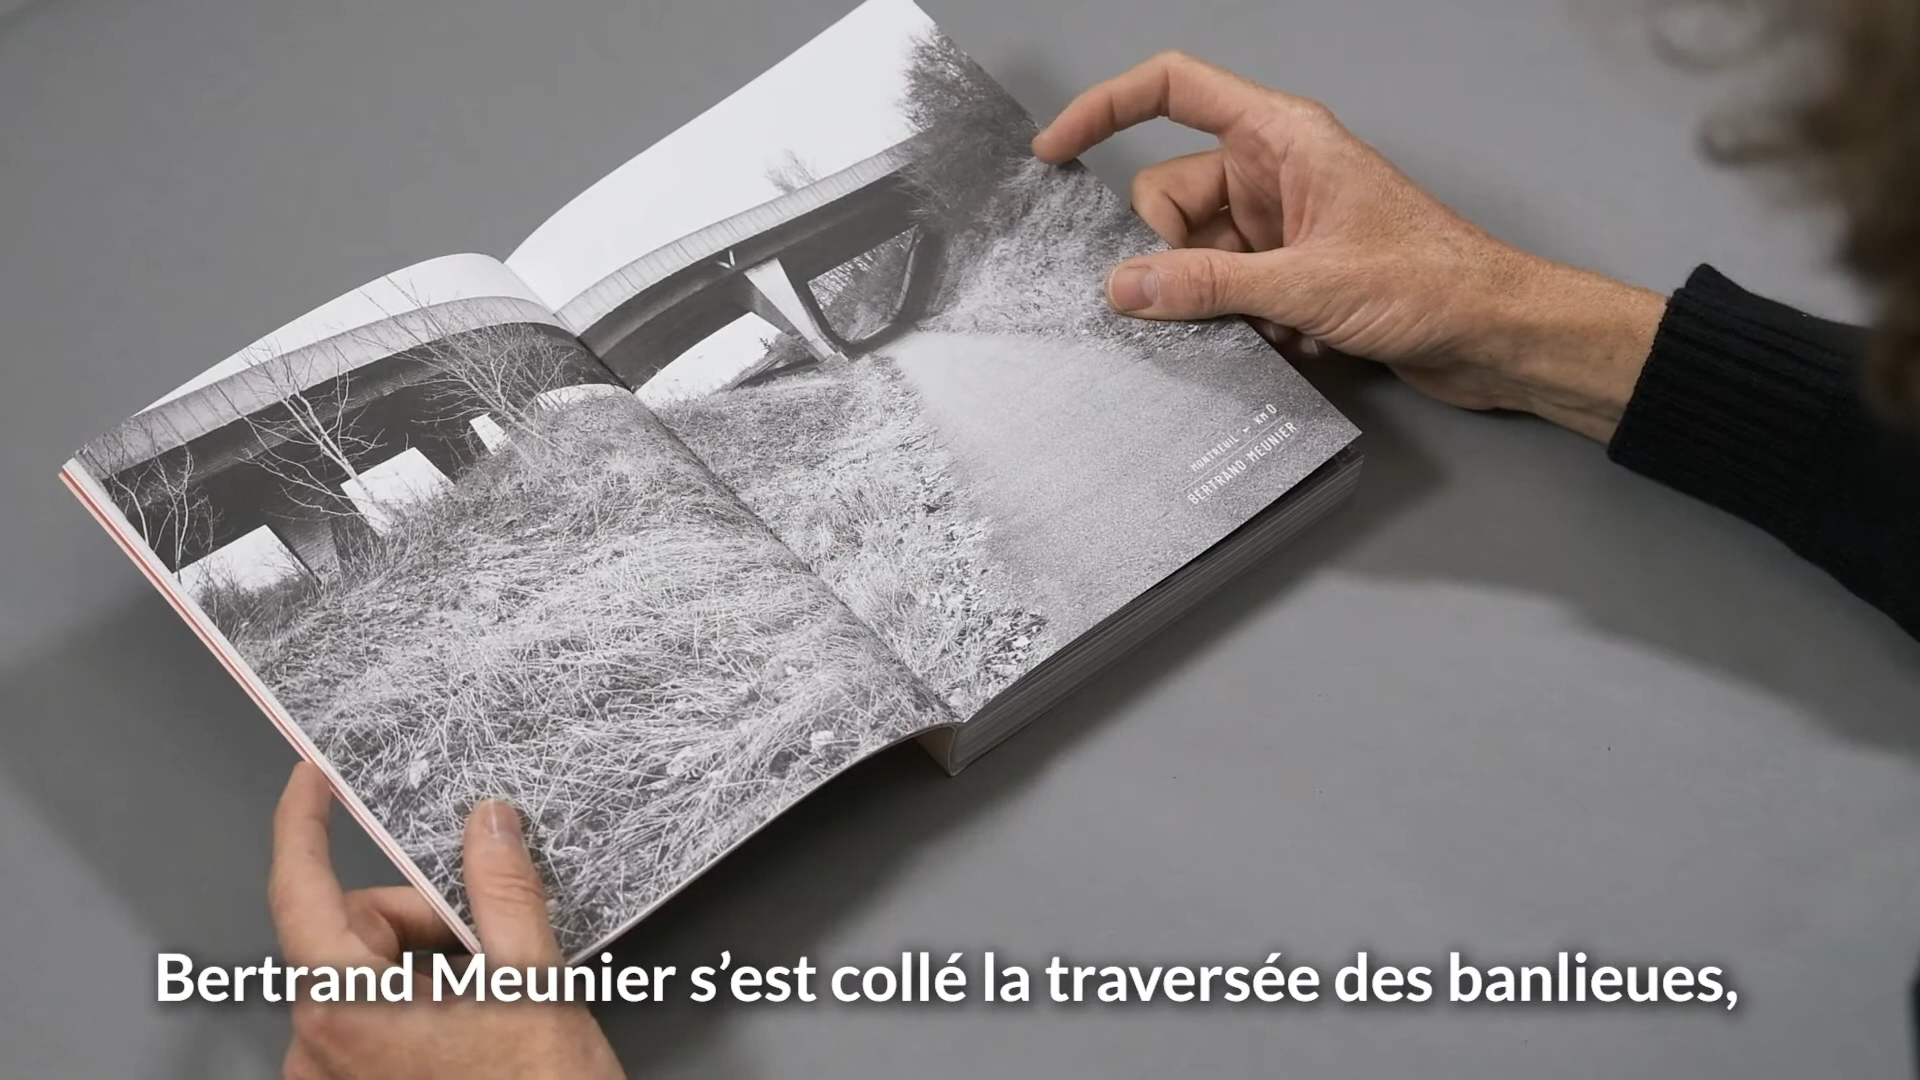 MONTREUIL – KM 0
BERTRAND MEUNIER
Bertrand Meunier s’est collé la traversée des banlieues,